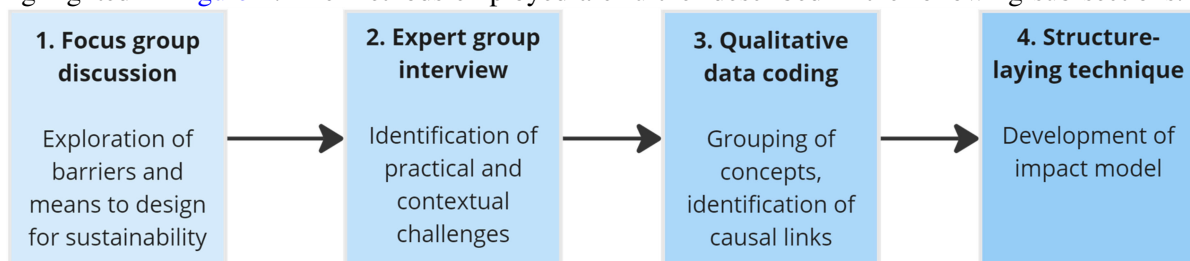 1. Focus group
discussion
Exploration of
barriers and
means to design
for sustainability
2. Expert group
interview
Identification of
practical and
contextual
challenges
3. Qualitative
data coding
Grouping of
concepts,
identification of
causal links
4. Structure-
laying technique
Development of
impact model